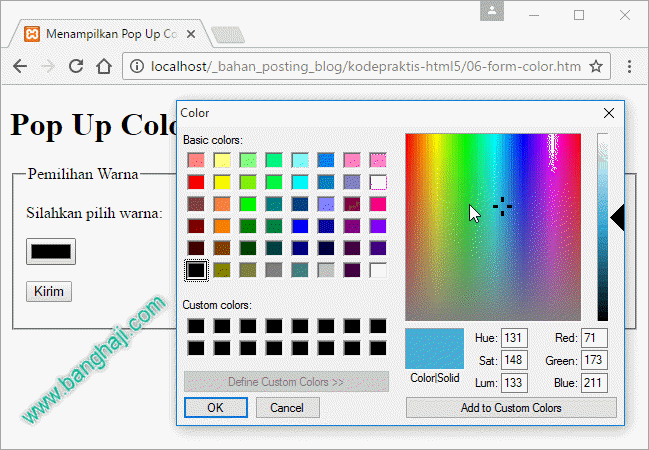 Menampilkan Pop Up Co
localhost/_bahan_posting_blog/kodepraktis-html5/06-form-color.htm
Pop Up Colo
Pemilihan Warna
Silahkan pilih warna:
Kirim
www.banghaji.com
Color
Basic colors:
Custom colors:
Define Custom Colors >>
OK Cancel
Color|Solid
Hue: 131 Red: 71
Sat: 148 Green: 173
Lum: 133 Blue: 211
Add to Custom Colors